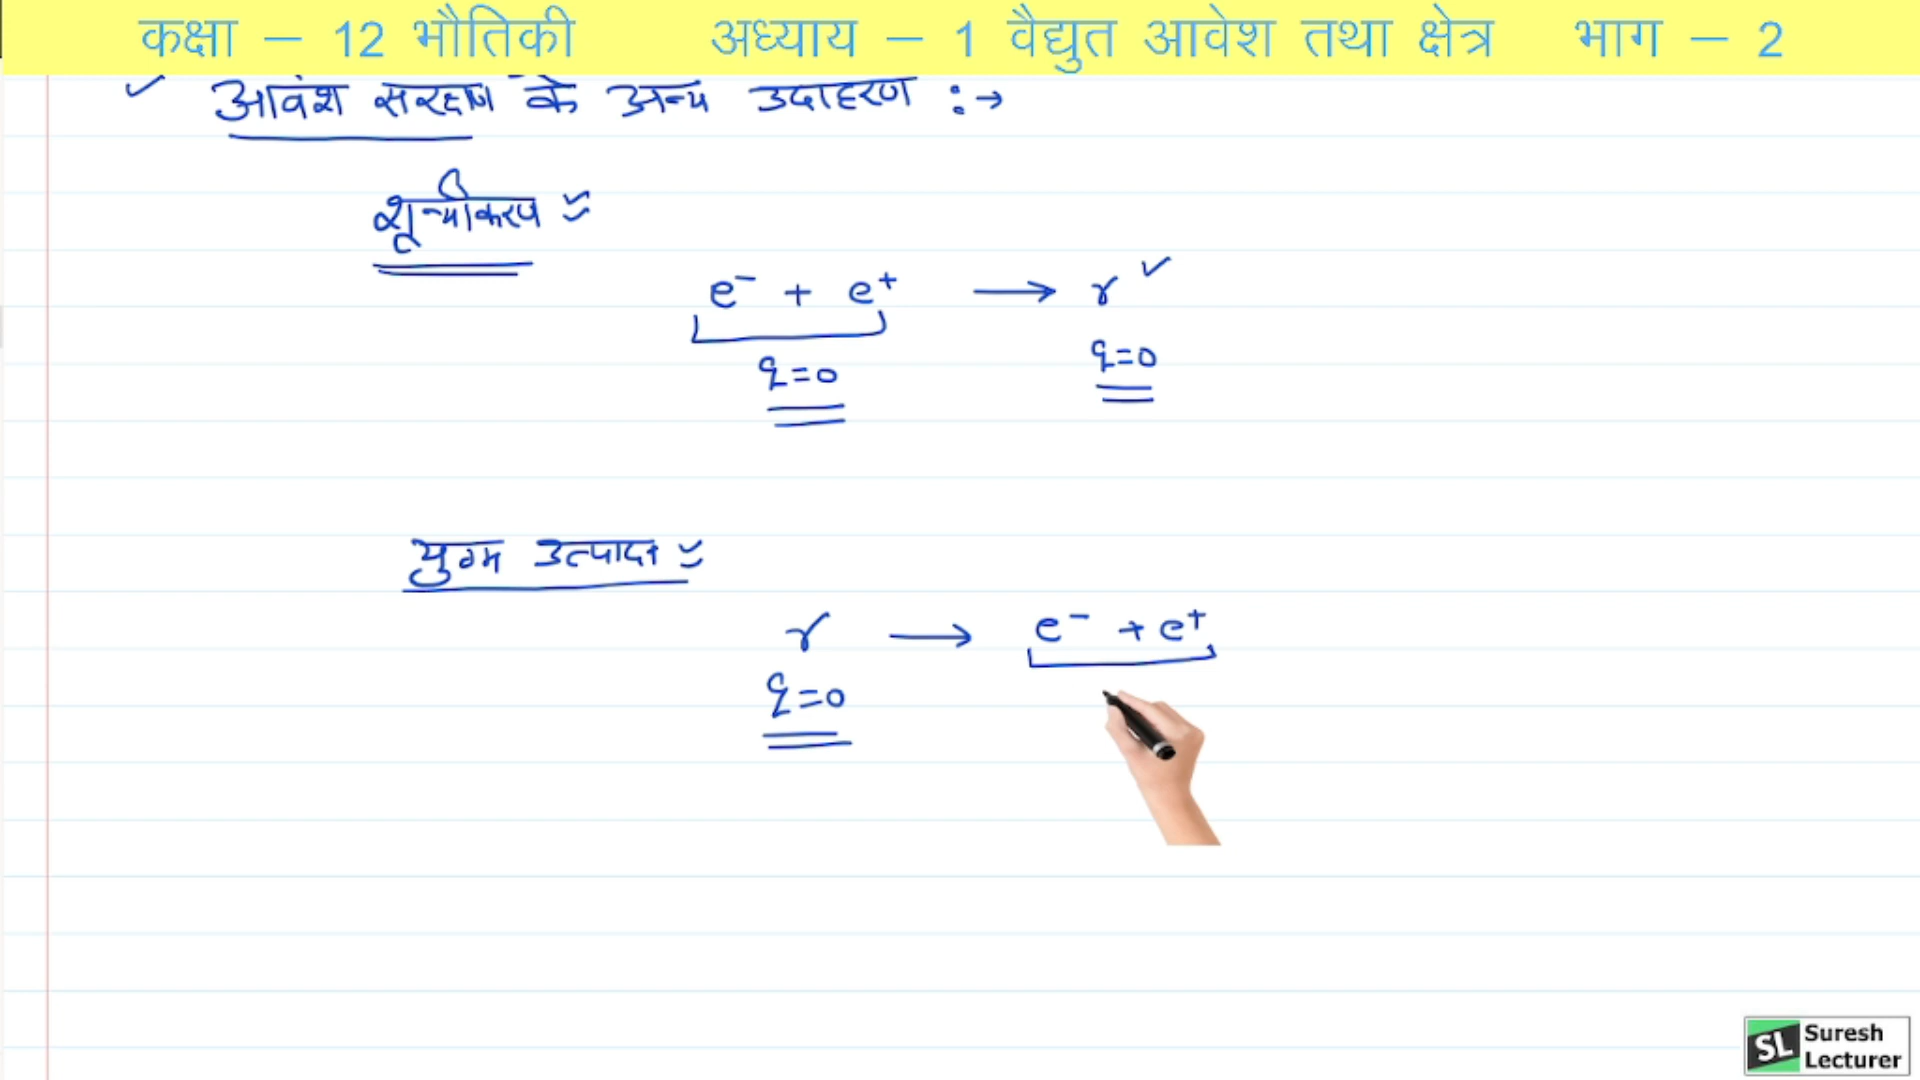 कक्षा – 12 भौतिकी अध्याय – 1 वैद्युत आवेश तथा क्षेत्र भाग – 2
✓ आवेश संरक्षण के अन्य उदाहरण :→
शून्यीकरण
e⁻ + e⁺ → γ ✓
q=0 q=0
युग्म उत्पादन
γ → e⁻ + e⁺
q=0
SL Suresh Lecturer